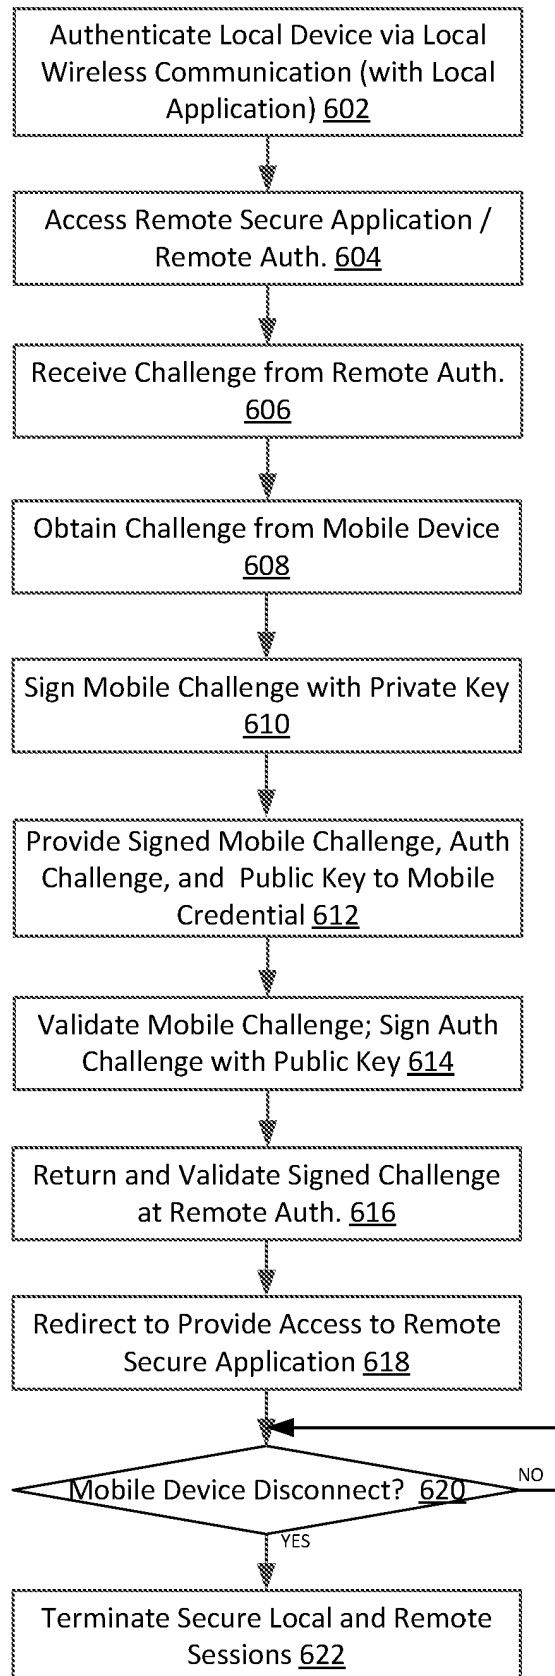 Authenticate Local Device via Local
Wireless Communication (with Local
Application) 602
Access Remote Secure Application /
Remote Auth. 604
Receive Challenge from Remote Auth.
606
Obtain Challenge from Mobile Device
608
Sign Mobile Challenge with Private Key
610
Provide Signed Mobile Challenge, Auth
Challenge, and Public Key to Mobile
Credential 612
Validate Mobile Challenge; Sign Auth
Challenge with Public Key 614
Return and Validate Signed Challenge
at Remote Auth. 616
Redirect to Provide Access to Remote
Secure Application 618
Mobile Device Disconnect? 620
NO
YES
Terminate Secure Local and Remote
Sessions 622